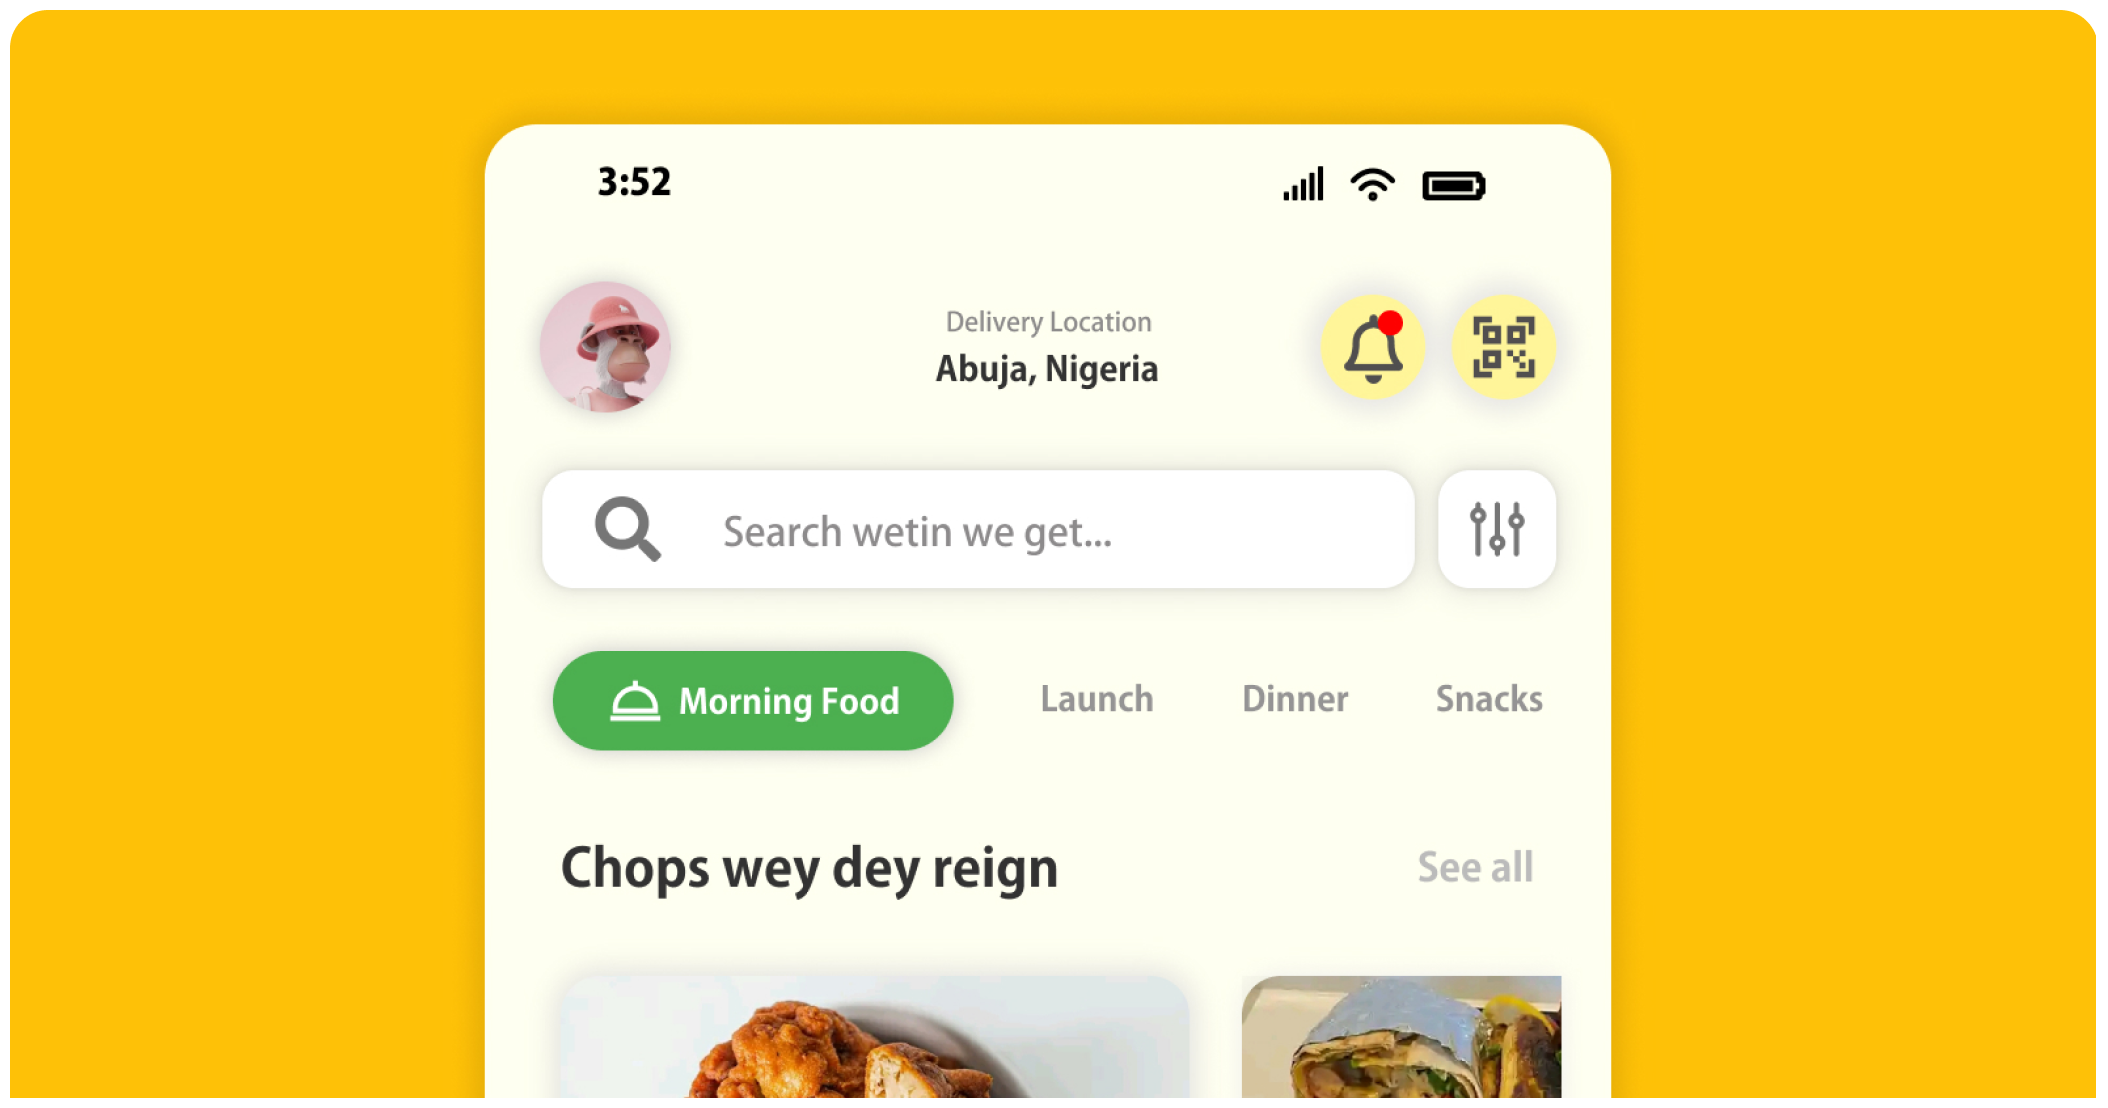 3:52
Delivery Location
Abuja, Nigeria
Search wetin we get...
Morning Food
Launch
Dinner
Snacks
Chops wey dey reign
See all